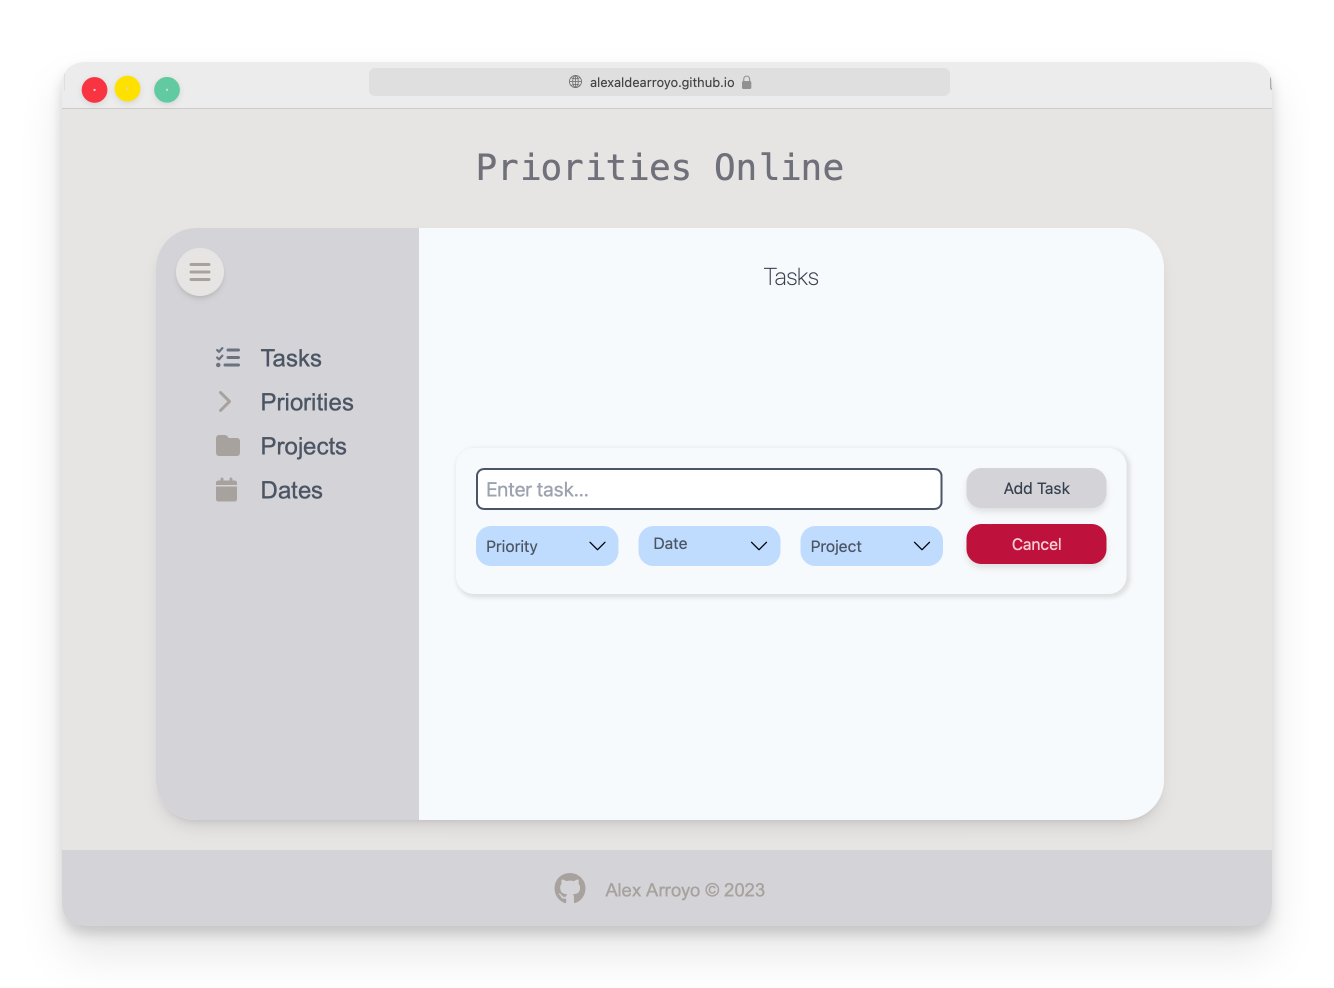 alexaldearroyo.github.io
Priorities Online
Tasks
Priorities
Projects
Dates
Tasks
Enter task...
Add Task
Priority
Date
Project
Cancel
Alex Arroyo © 2023